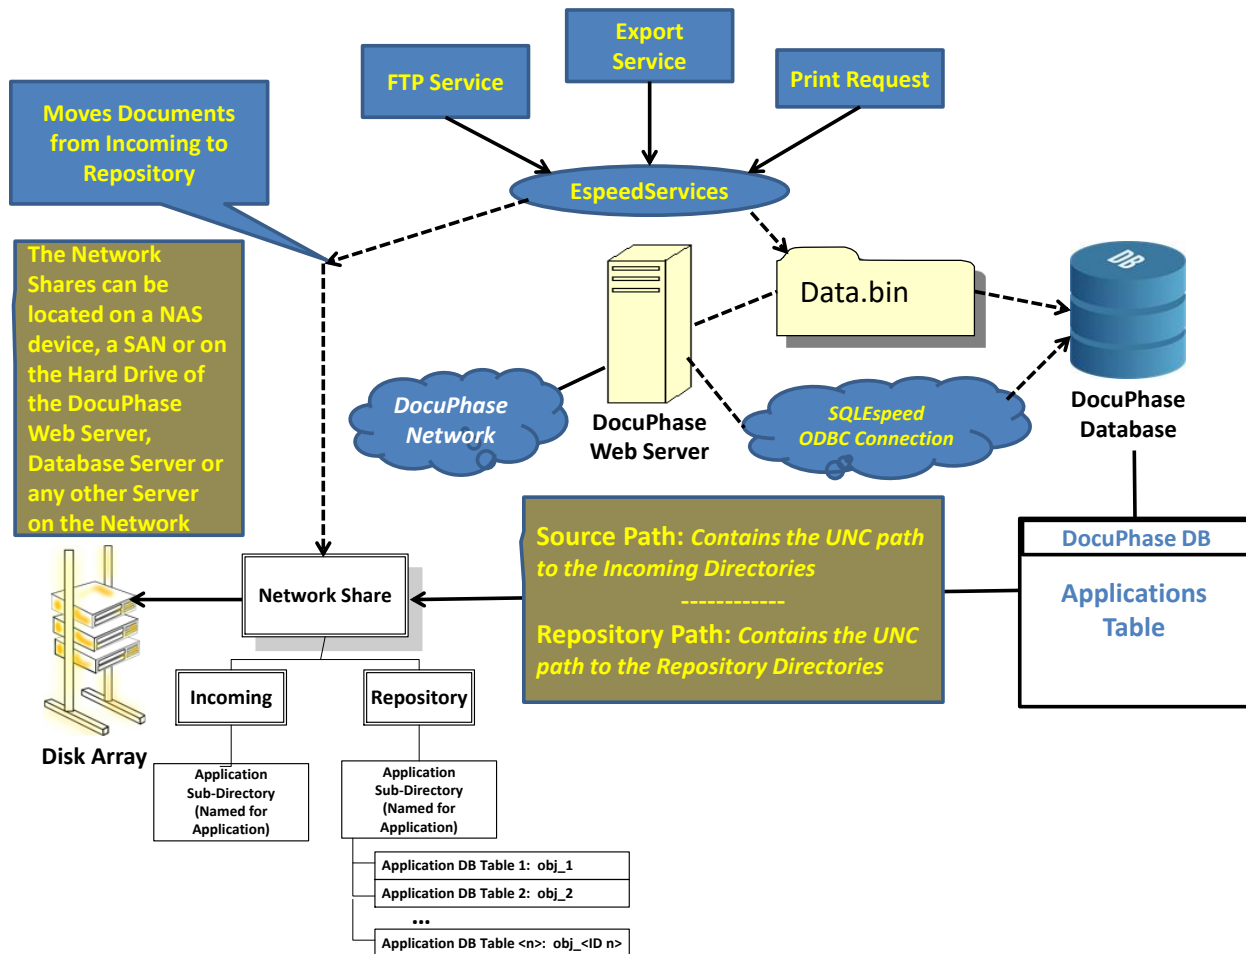 Export
Service
FTP Service
Print Request
Moves Documents
from Incoming to
Repository
EspeedServices
The Network
Shares can be
located on a NAS
device, a SAN or on
the Hard Drive of
the DocuPhase
Web Server,
Database Server or
any other Server
on the Network
Data.bin
DB
DocuPhase
Network
DocuPhase
Web Server
SQLEspeed
ODBC Connection
DocuPhase
Database
Source Path: Contains the UNC path
to the Incoming Directories
------------
Repository Path: Contains the UNC
path to the Repository Directories
DocuPhase DB
Applications
Table
Network Share
Incoming
Repository
Disk Array
Application
Sub-Directory
(Named for
Application)
Application
Sub-Directory
(Named for
Application)
Application DB Table 1: obj_1
Application DB Table 2: obj_2
...
Application DB Table <n>: obj_<ID n>